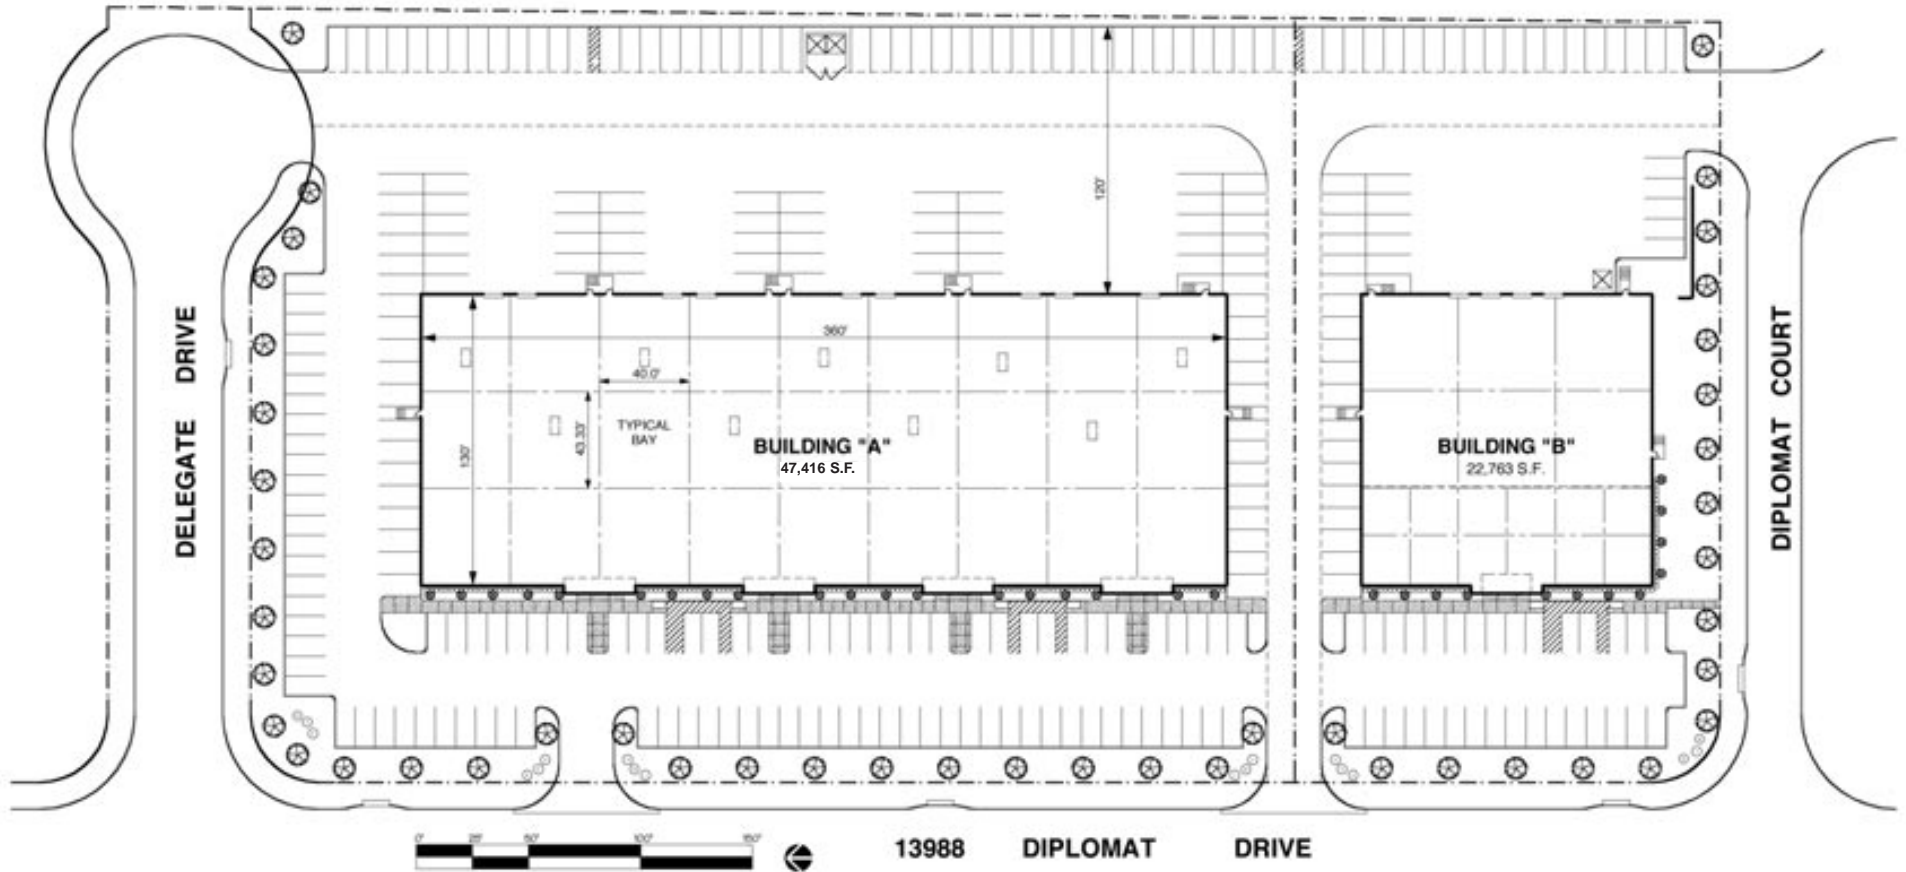 120'
360'
40.0'
43.33'
TYPICAL
BAY
130'
BUILDING "A"
47,416 S.F.
BUILDING "B"
22,763 S.F.
DELEGATE DRIVE
DIPLOMAT COURT
0' 25' 50' 100' 150'
13988 DIPLOMAT DRIVE